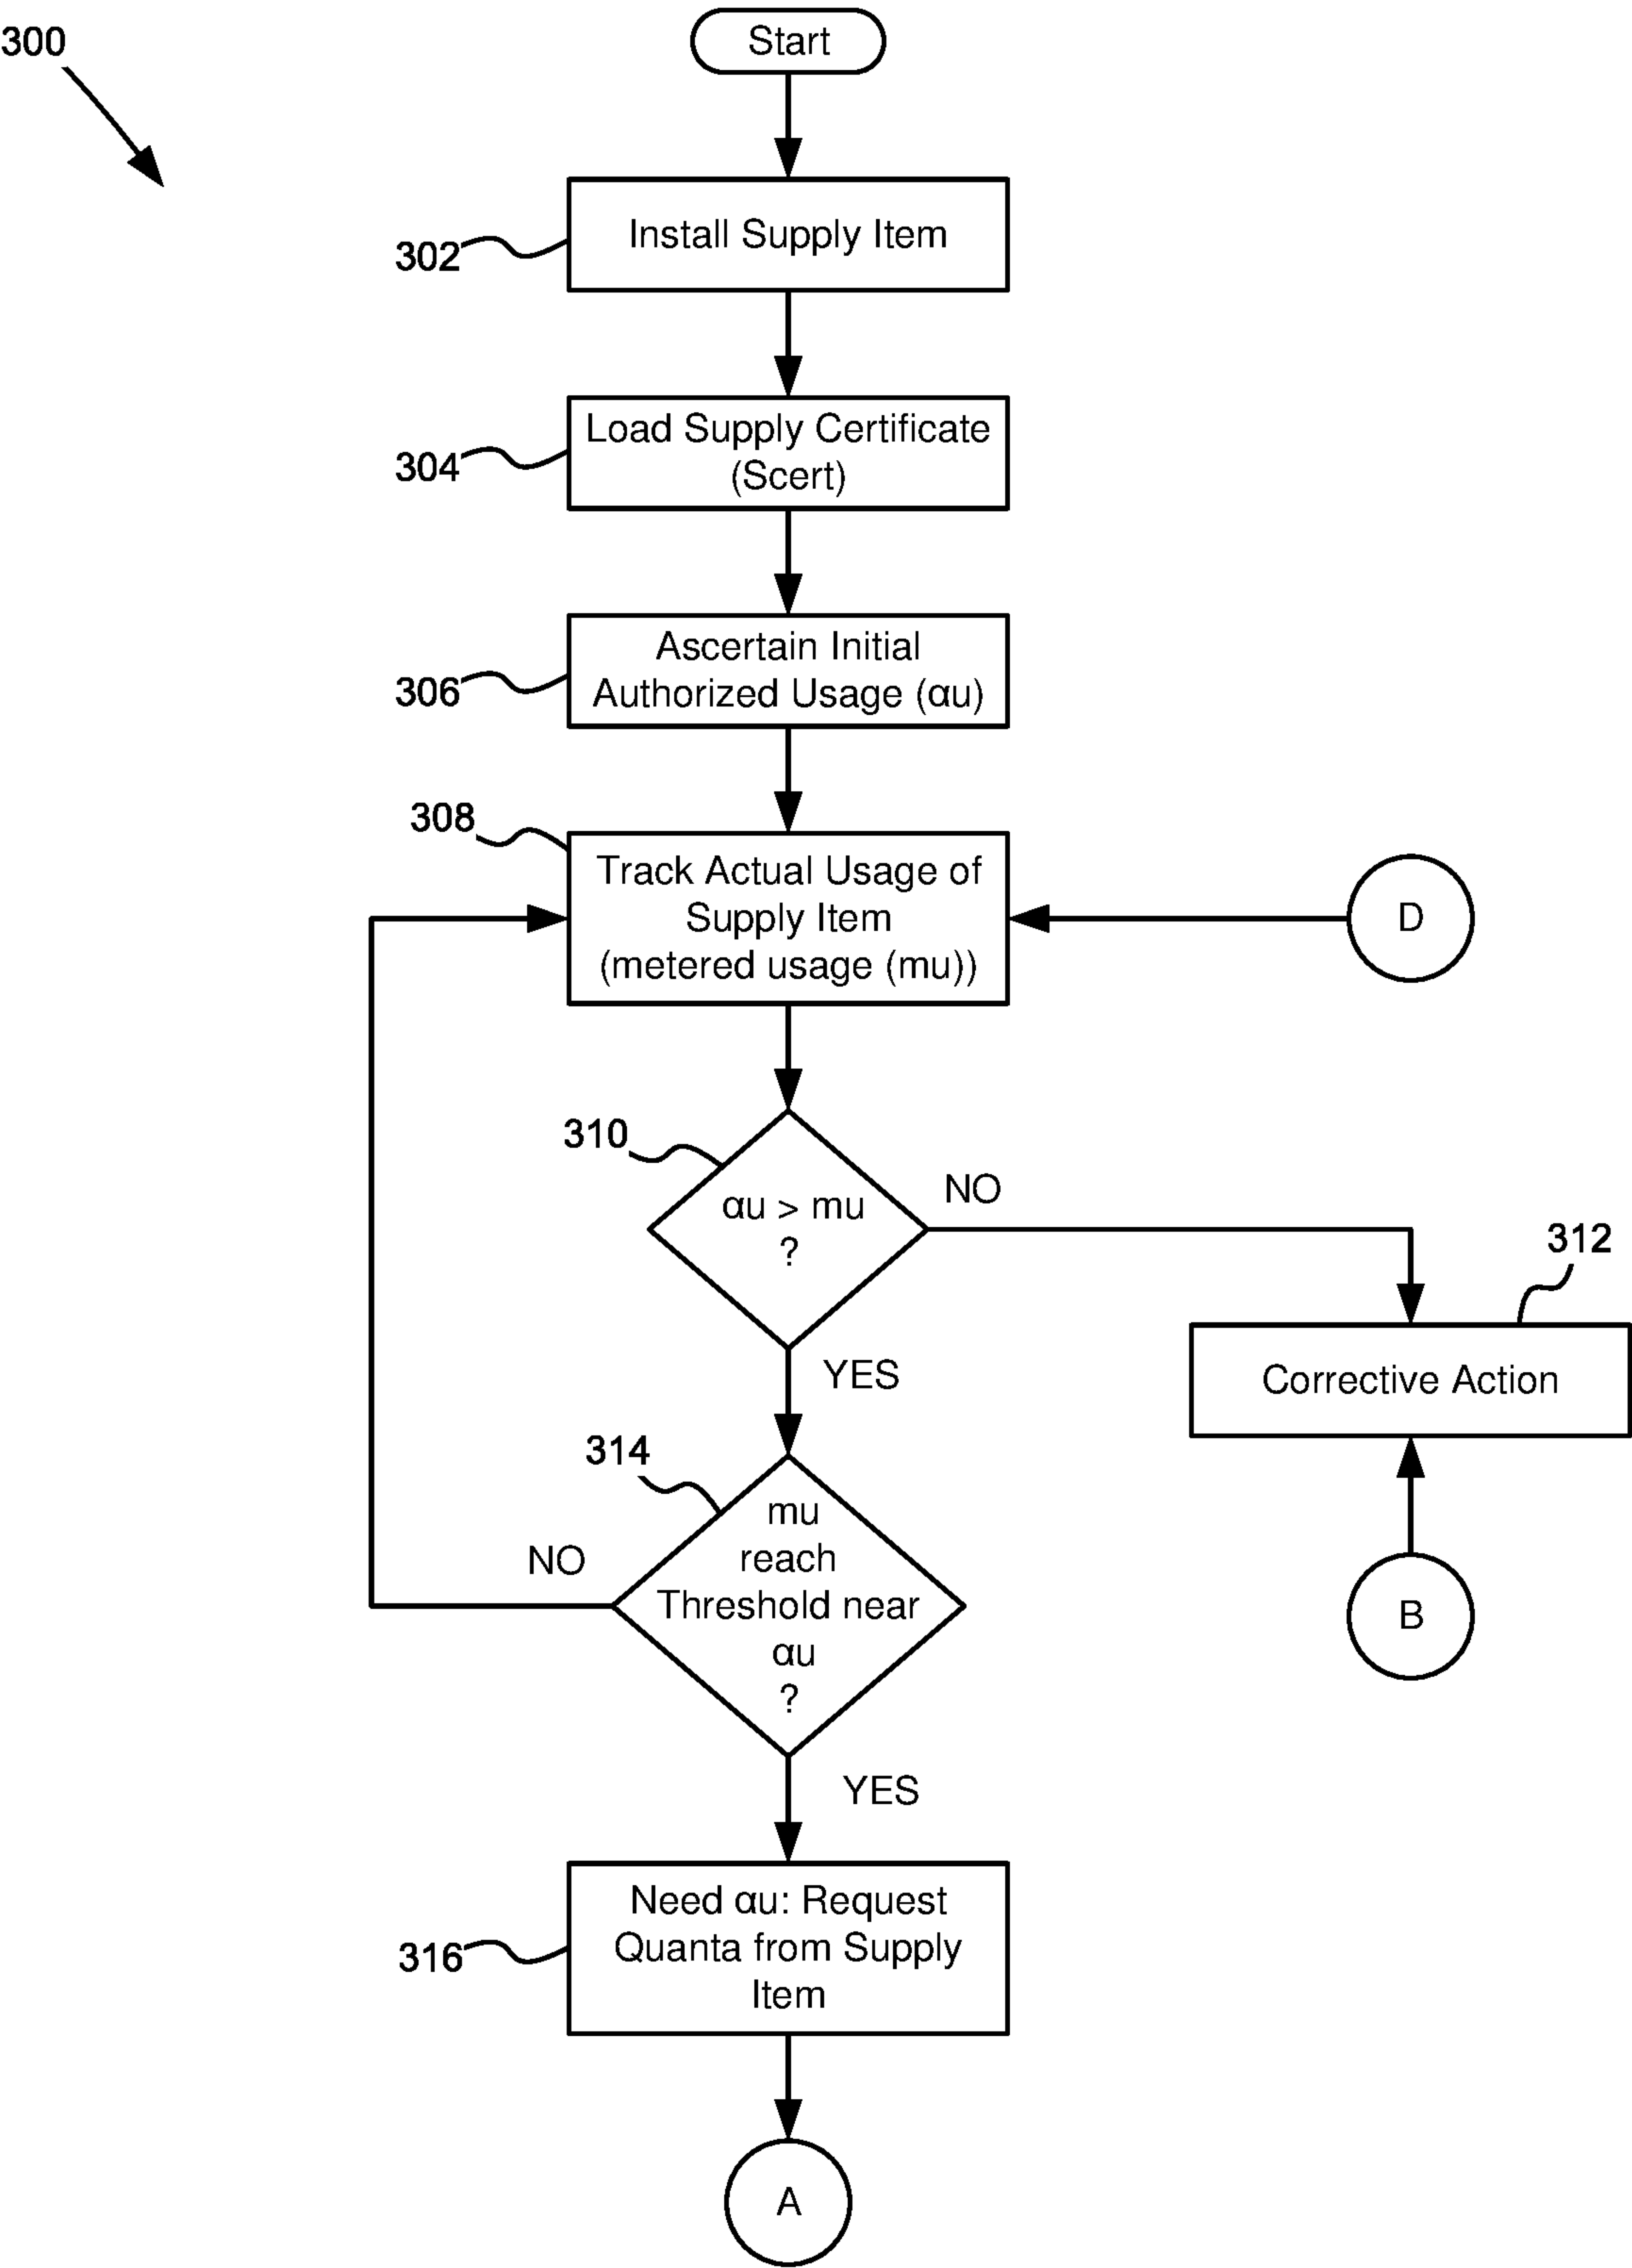 300
Start
302
Install Supply Item
304
Load Supply Certificate
(Scert)
306
Ascertain Initial
Authorized Usage (αu)
308
Track Actual Usage of
Supply Item
(metered usage (mu))
D
310
αu > mu
?
NO
312
Corrective Action
YES
314
mu
reach
Threshold near
αu
?
NO
B
YES
316
Need αu: Request
Quanta from Supply
Item
A